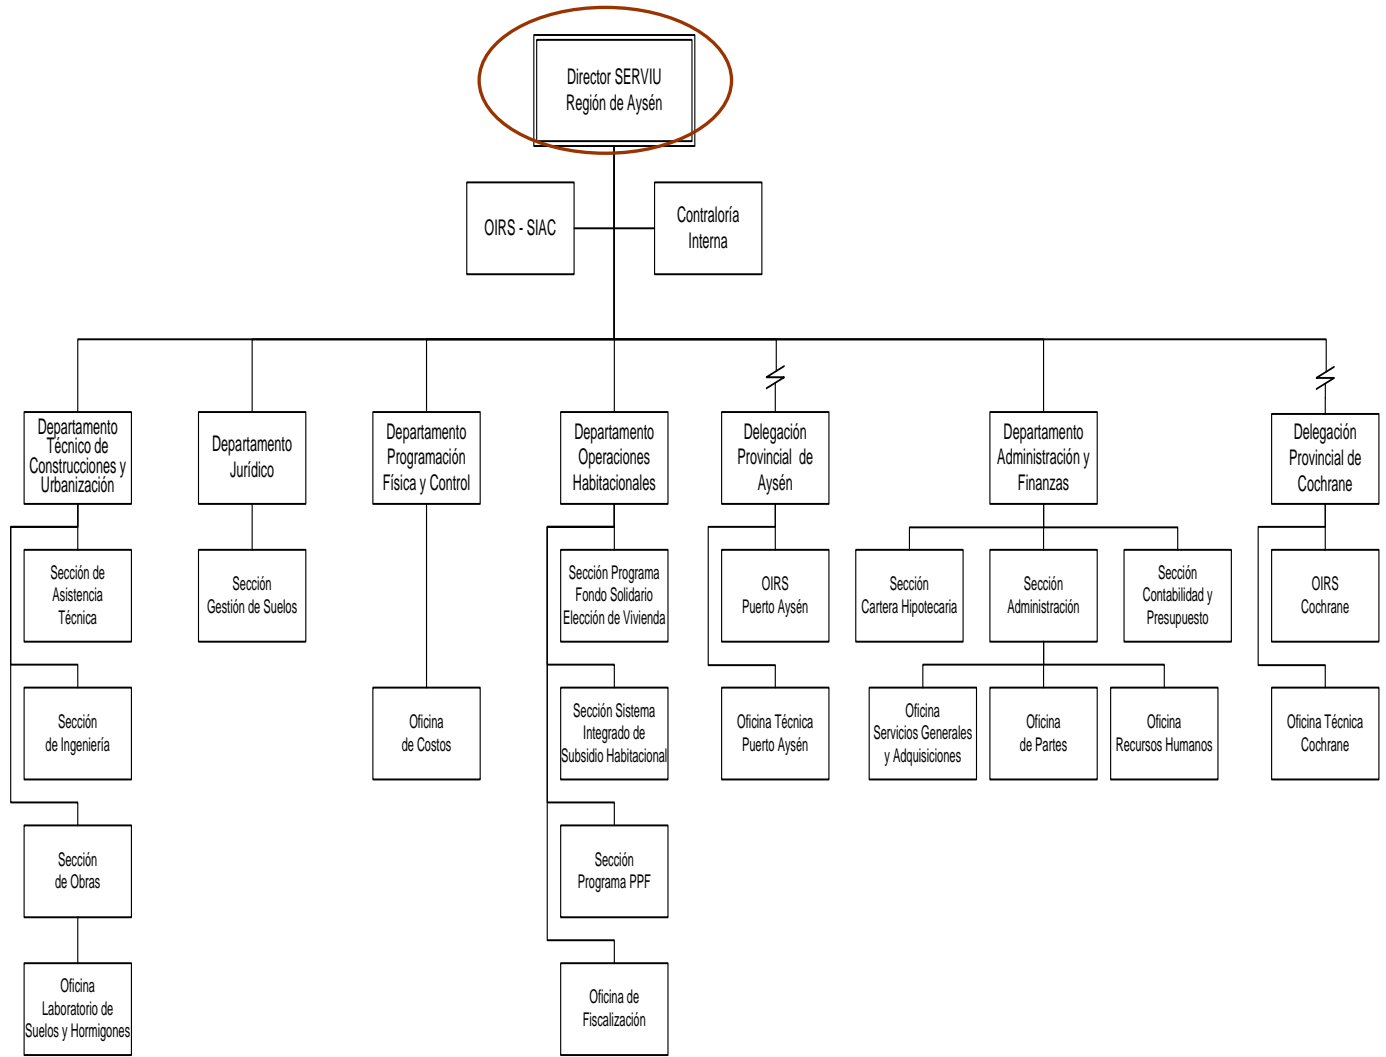 Director SERVIU
Región de Aysén
OIRS - SIAC
Contraloría
Interna
Departamento
Técnico de
Construcciones y
Urbanización
Departamento
Jurídico
Departamento
Programación
Física y Control
Departamento
Operaciones
Habitacionales
Delegación
Provincial de
Aysén
Departamento
Administración y
Finanzas
Delegación
Provincial de
Cochrane
Sección de
Asistencia
Técnica
Sección
Gestión de Suelos
Sección Programa
Fondo Solidario
Elección de Vivienda
OIRS
Puerto Aysén
Sección
Cartera Hipotecaria
Sección
Administración
Sección
Contabilidad y
Presupuesto
OIRS
Cochrane
Sección
de Ingeniería
Oficina
de Costos
Sección Sistema
Integrado de
Subsidio Habitacional
Oficina Técnica
Puerto Aysén
Oficina
Servicios Generales
y Adquisiciones
Oficina
de Partes
Oficina
Recursos Humanos
Oficina Técnica
Cochrane
Sección
de Obras
Sección
Programa PPF
Oficina
Laboratorio de
Suelos y Hormigones
Oficina de
Fiscalización